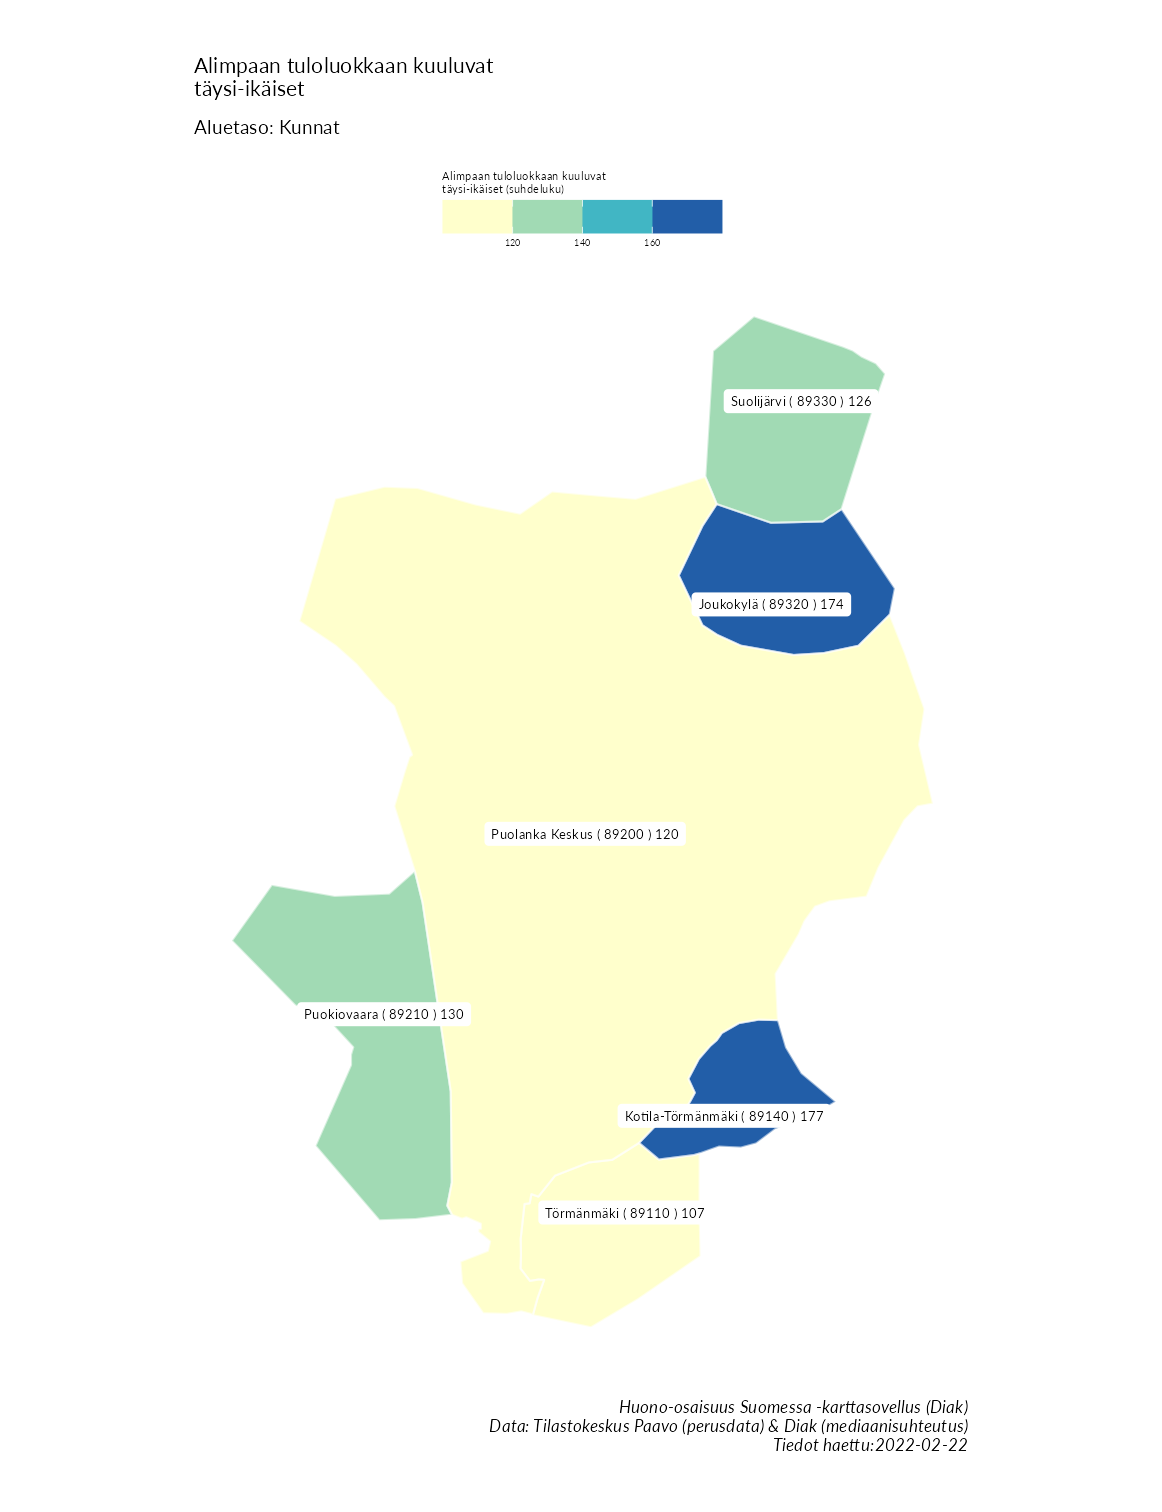 Alimpaan tuloluokkaan kuuluvat
täysi-ikäiset
Aluetaso: Kunnat
Alimpaan tuloluokkaan kuuluvat
täysi-ikäiset (suhdeluku)
120 140 160
Suolijärvi ( 89330 ) 126
Joukokylä ( 89320 ) 174
Puolanka Keskus ( 89200 ) 120
Puokiovaara ( 89210 ) 130
Kotila-Törmänmäki ( 89140 ) 177
Törmänmäki ( 89110 ) 107
Huono-osaisuus Suomessa -karttasovellus (Diak)
Data: Tilastokeskus Paavo (perusdata) & Diak (mediaanisuhteutus)
Tiedot haettu:2022-02-22